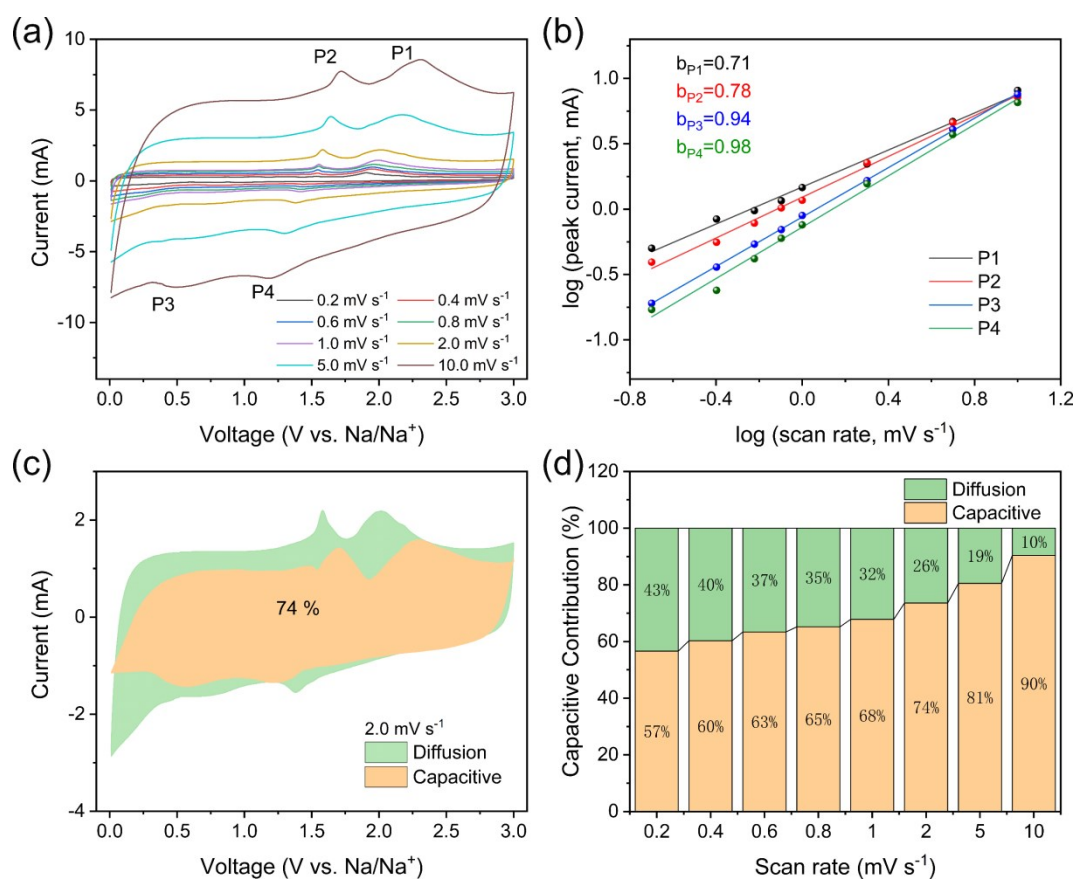 (a)
10
5
0
-5
-10
Current (mA)
P2
P1
P3
P4
0.2 mV s⁻¹
0.4 mV s⁻¹
0.6 mV s⁻¹
0.8 mV s⁻¹
1.0 mV s⁻¹
2.0 mV s⁻¹
5.0 mV s⁻¹
10.0 mV s⁻¹
0.0 0.5 1.0 1.5 2.0 2.5 3.0
Voltage (V vs. Na/Na⁺)
(b)
bP1=0.71
bP2=0.78
bP3=0.94
bP4=0.98
1.0
0.5
0.0
-0.5
-1.0
log (peak current, mA)
P1
P2
P3
P4
-0.8 -0.4 0.0 0.4 0.8 1.2
log (scan rate, mV s⁻¹)
(c)
2
0
-2
-4
Current (mA)
74 %
2.0 mV s⁻¹
Diffusion
Capacitive
0.0 0.5 1.0 1.5 2.0 2.5 3.0
Voltage (V vs. Na/Na⁺)
(d)
120
100
80
60
40
20
0
Capacitive Contribution (%)
Diffusion
Capacitive
43% 40% 37% 35% 32% 26% 19% 10%
57% 60% 63% 65% 68% 74% 81% 90%
0.2 0.4 0.6 0.8 1 2 5 10
Scan rate (mV s⁻¹)